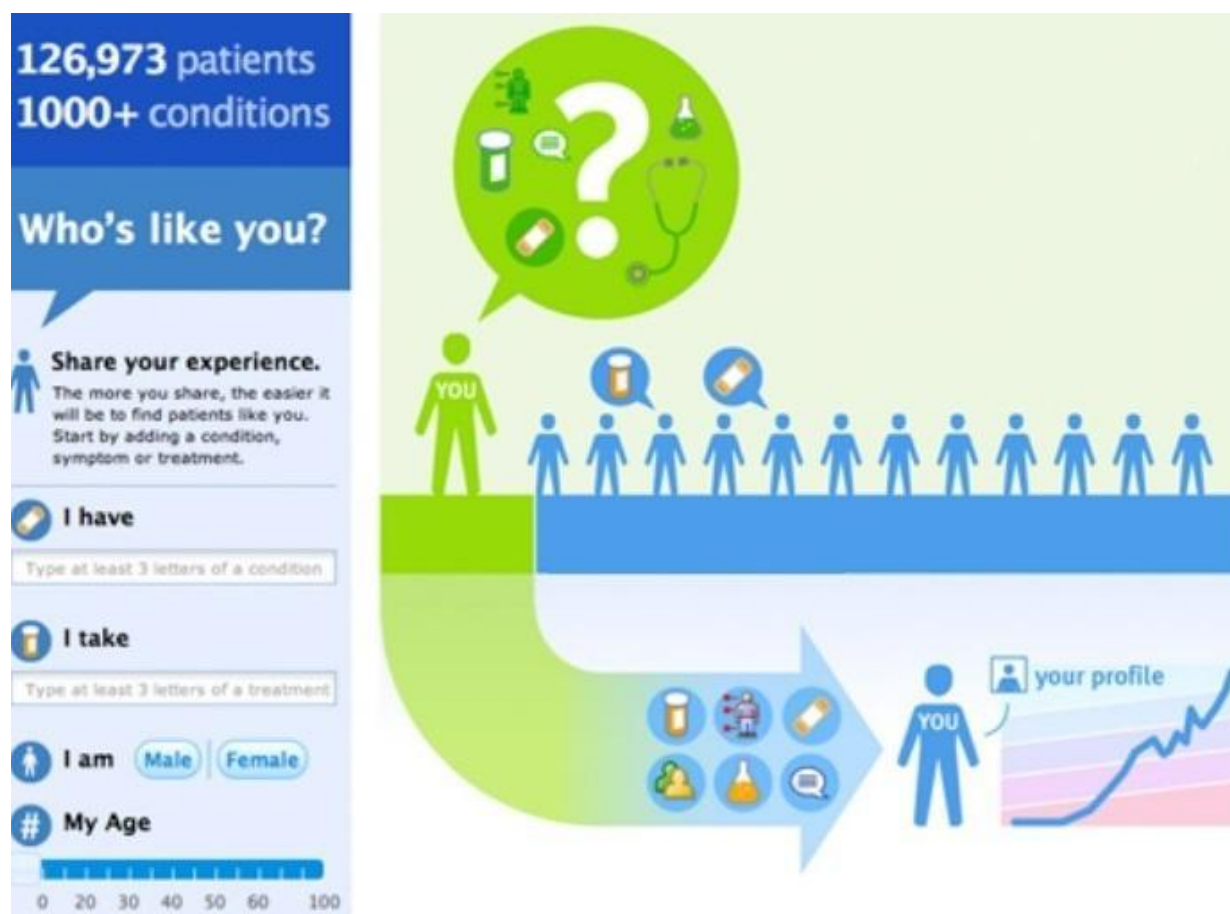 126,973 patients
1000+ conditions
Who's like you?
Share your experience.
The more you share, the easier it
will be to find patients like you.
Start by adding a condition,
symptom or treatment.
I have
Type at least 3 letters of a condition
I take
Type at least 3 letters of a treatment
I am Male Female
# My Age
0 20 30 40 50 60 100
?
YOU
YOU
your profile